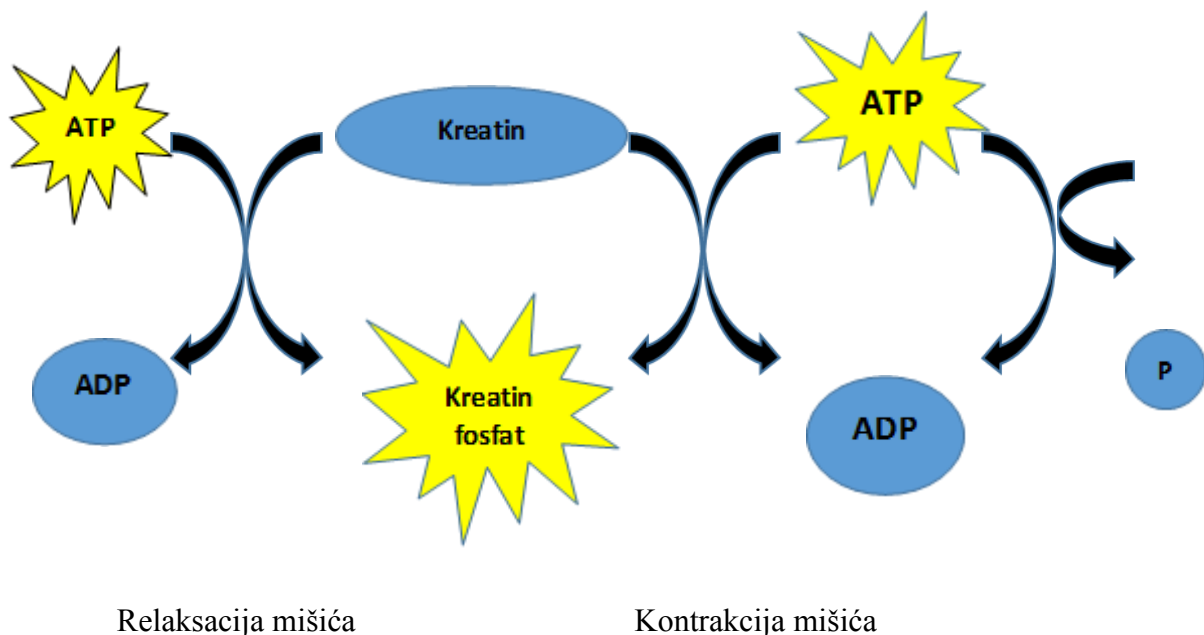 ATP
Kreatin
ATP
ADP
Kreatin
fosfat
ADP
P
Relaksacija mišića
Kontrakcija mišića